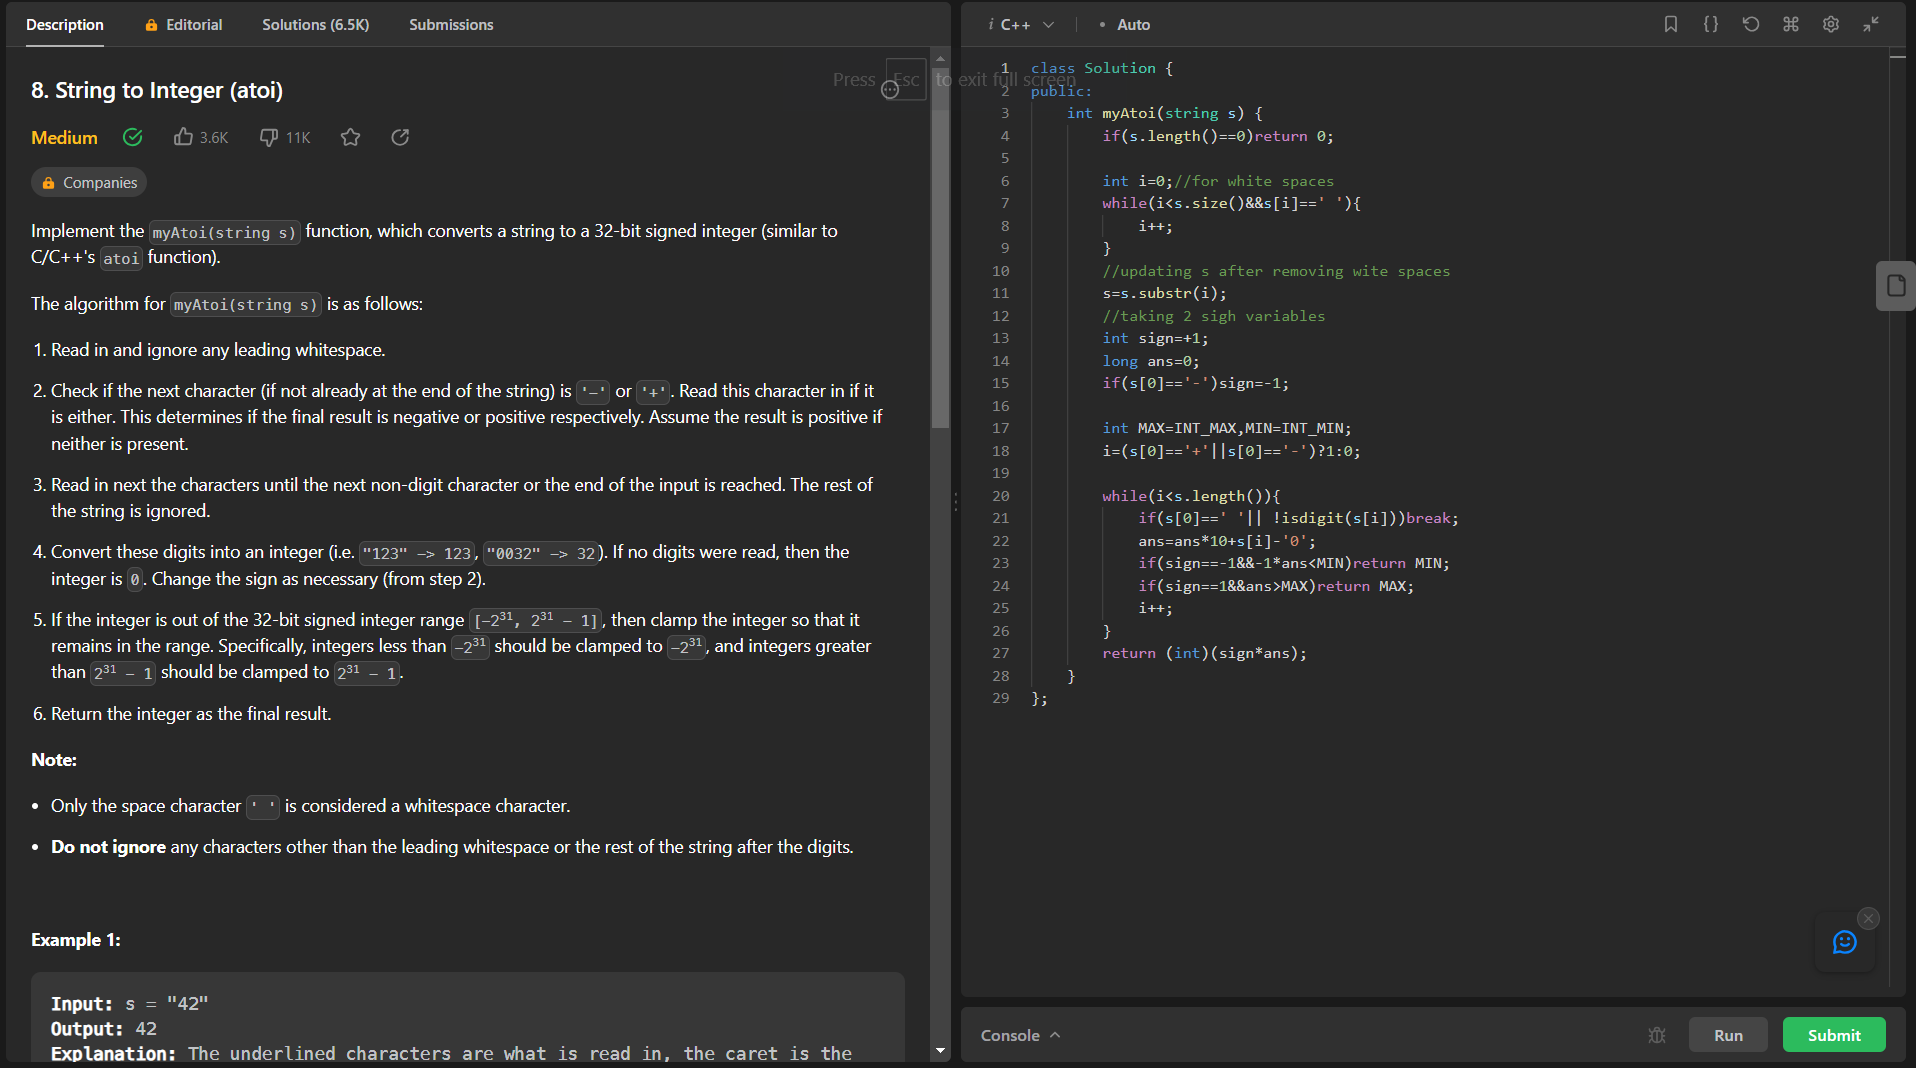 Description
Editorial
Solutions (6.5K)
Submissions
8. String to Integer (atoi)
Medium
3.6K
11K
Companies
Implement the myAtoi(string s) function, which converts a string to a 32-bit signed integer (similar to
C/C++'s atoi function).
The algorithm for myAtoi(string s) is as follows:
1. Read in and ignore any leading whitespace.
2. Check if the next character (if not already at the end of the string) is '-' or '+'. Read this character in if it
is either. This determines if the final result is negative or positive respectively. Assume the result is positive if
neither is present.
3. Read in next the characters until the next non-digit character or the end of the input is reached. The rest of
the string is ignored.
4. Convert these digits into an integer (i.e. "123" -> 123, "0032" -> 32). If no digits were read, then the
integer is 0. Change the sign as necessary (from step 2).
5. If the integer is out of the 32-bit signed integer range [-2³¹, 2³¹ - 1], then clamp the integer so that it
remains in the range. Specifically, integers less than -2³¹ should be clamped to -2³¹, and integers greater
than 2³¹ - 1 should be clamped to 2³¹ - 1.
6. Return the integer as the final result.
Note:
• Only the space character ' ' is considered a whitespace character.
• Do not ignore any characters other than the leading whitespace or the rest of the string after the digits.
Example 1:
Input: s = "42"
Output: 42
Explanation: The underlined characters are what is read in, the caret is the
Press Esc to exit full screen
i C++
• Auto
1 class Solution {
2 public:
3     int myAtoi(string s) {
4         if(s.length()==0)return 0;
5
6         int i=0;//for white spaces
7         while(i<s.size()&&s[i]==' '){
8             i++;
9         }
10         //updating s after removing wite spaces
11         s=s.substr(i);
12         //taking 2 sigh variables
13         int sign=+1;
14         long ans=0;
15         if(s[0]=='-')sign=-1;
16
17         int MAX=INT_MAX,MIN=INT_MIN;
18         i=(s[0]=='+'||s[0]=='-')?1:0;
19
20         while(i<s.length()){
21             if(s[0]==' '|| !isdigit(s[i]))break;
22             ans=ans*10+s[i]-'0';
23             if(sign==-1&&-1*ans<MIN)return MIN;
24             if(sign==1&&ans>MAX)return MAX;
25             i++;
26         }
27         return (int)(sign*ans);
28     }
29 };
Console
Run
Submit